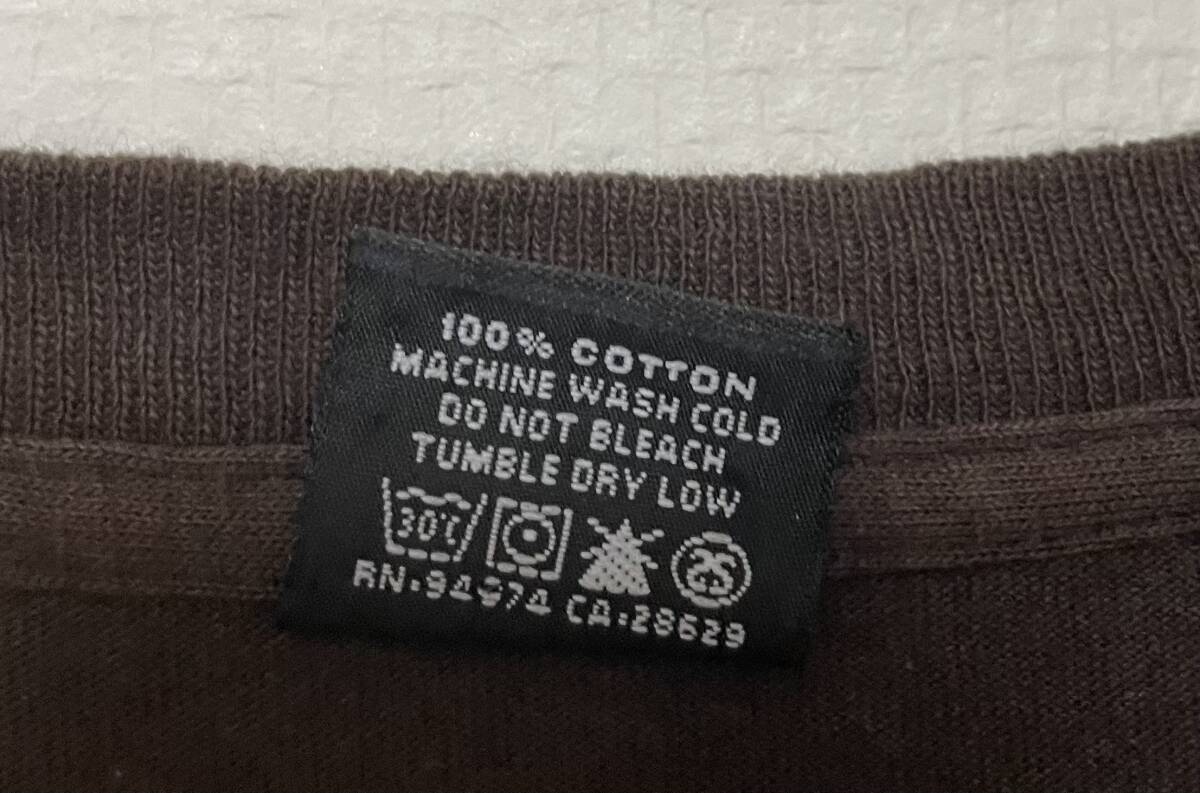 100% COTTON
MACHINE WASH COLD
DO NOT BLEACH
TUMBLE DRY LOW
30°C
RN:94974 CA:28629